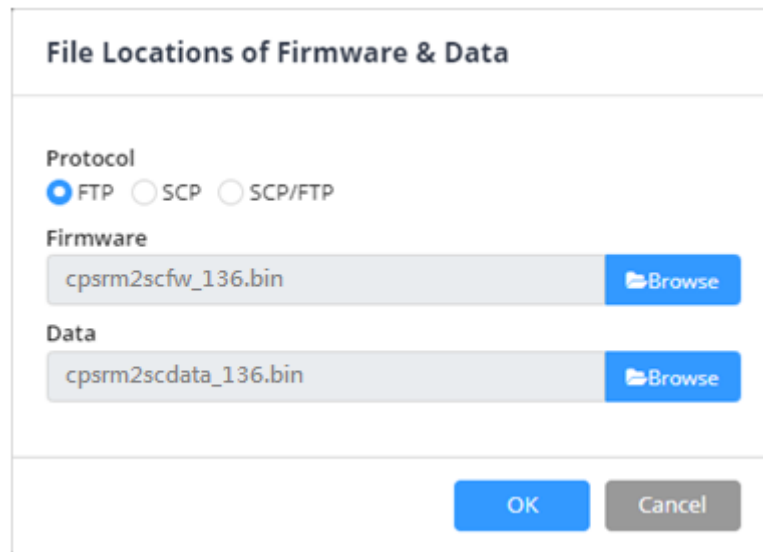 File Locations of Firmware & Data
Protocol
FTP SCP SCP/FTP
Firmware
cpsrm2scfw_136.bin Browse
Data
cpsrm2scdata_136.bin Browse
OK Cancel